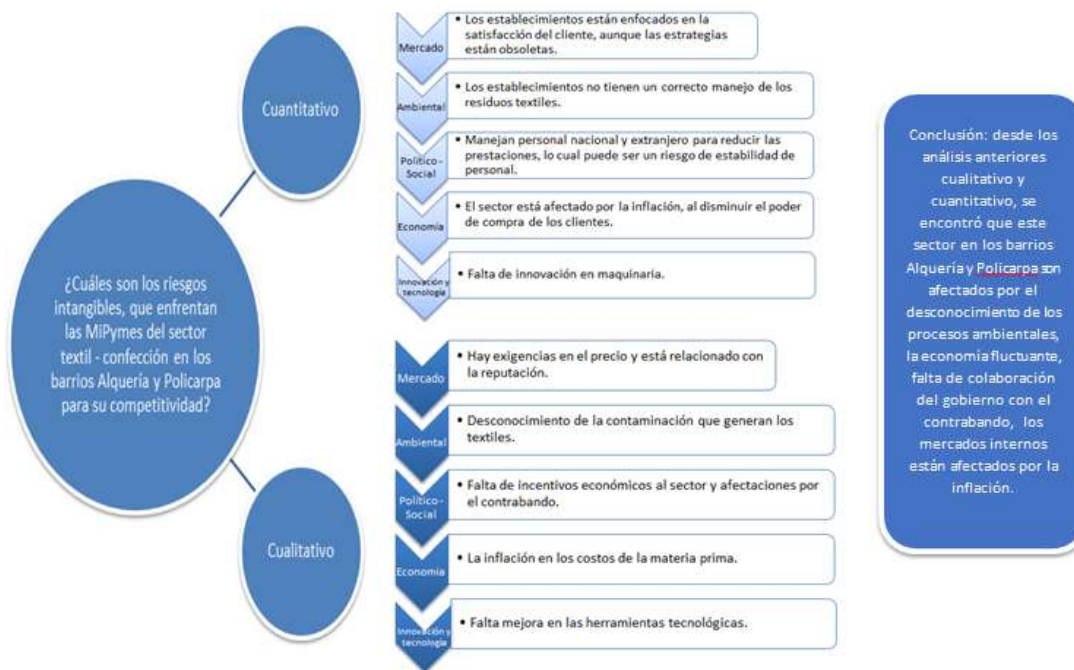 ¿Cuáles son los riesgos
intangibles, que enfrentan
las MiPymes del sector
textil - confección en los
barrios Alquería y Policarpa
para su competitividad?
Cuantitativo
Mercado
• Los establecimientos están enfocados en la
satisfacción del cliente, aunque las estrategias
están obsoletas.
Ambiental
• Los establecimientos no tienen un correcto manejo de los
residuos textiles.
Político -
Social
• Manejan personal nacional y extranjero para reducir las
prestaciones, lo cual puede ser un riesgo de estabilidad de
personal.
Economía
• El sector está afectado por la inflación, al disminuir el poder
de compra de los clientes.
Innovación y
tecnología
• Falta de innovación en maquinaria.
Cualitativo
Mercado
• Hay exigencias en el precio y está relacionado con
la reputación.
Ambiental
• Desconocimiento de la contaminación que generan los
textiles.
Político -
Social
• Falta de incentivos económicos al sector y afectaciones por
el contrabando.
Economía
• La inflación en los costos de la materia prima.
Innovación y
tecnología
• Falta mejora en las herramientas tecnológicas.
Conclusión: desde los
análisis anteriores
cualitativo y
cuantitativo, se
encontró que este
sector en los barrios
Alquería y Policarpa son
afectados por el
desconocimiento de los
procesos ambientales,
la economía fluctuante,
falta de colaboración
del gobierno con el
contrabando, los
mercados internos
están afectados por la
inflación.